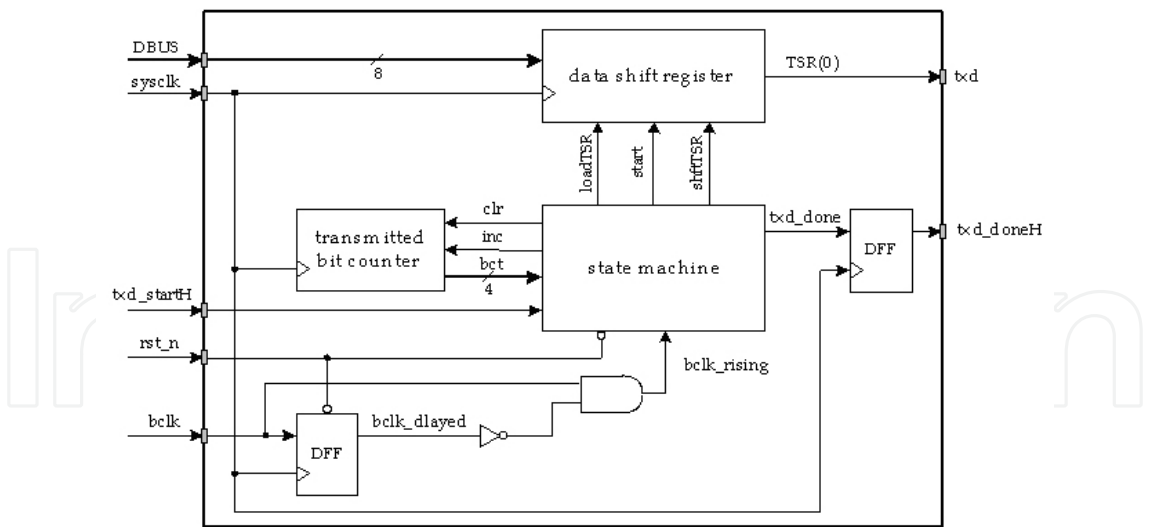 DBUS
8
sysclk
data shift register
TSR(0)
txd
loadTSR
start
shftTSR
clr
inc
bct
4
transmitted
bit counter
state machine
txd_done
DFF
txd_doneH
txd_startH
rst_n
bclk_rising
bclk
bclk_dlayed
DFF